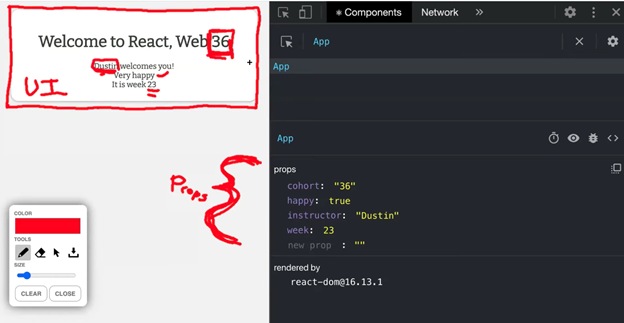 Welcome to React, Web 36
Dustin welcomes you!
Very happy
It is week 23
UI
Props
COLOR
TOOLS
SIZE
CLEAR
CLOSE
Components
Network
»
App
App
App
props
cohort: "36"
happy: true
instructor: "Dustin"
week: 23
new prop : ""
rendered by
react-dom@16.13.1